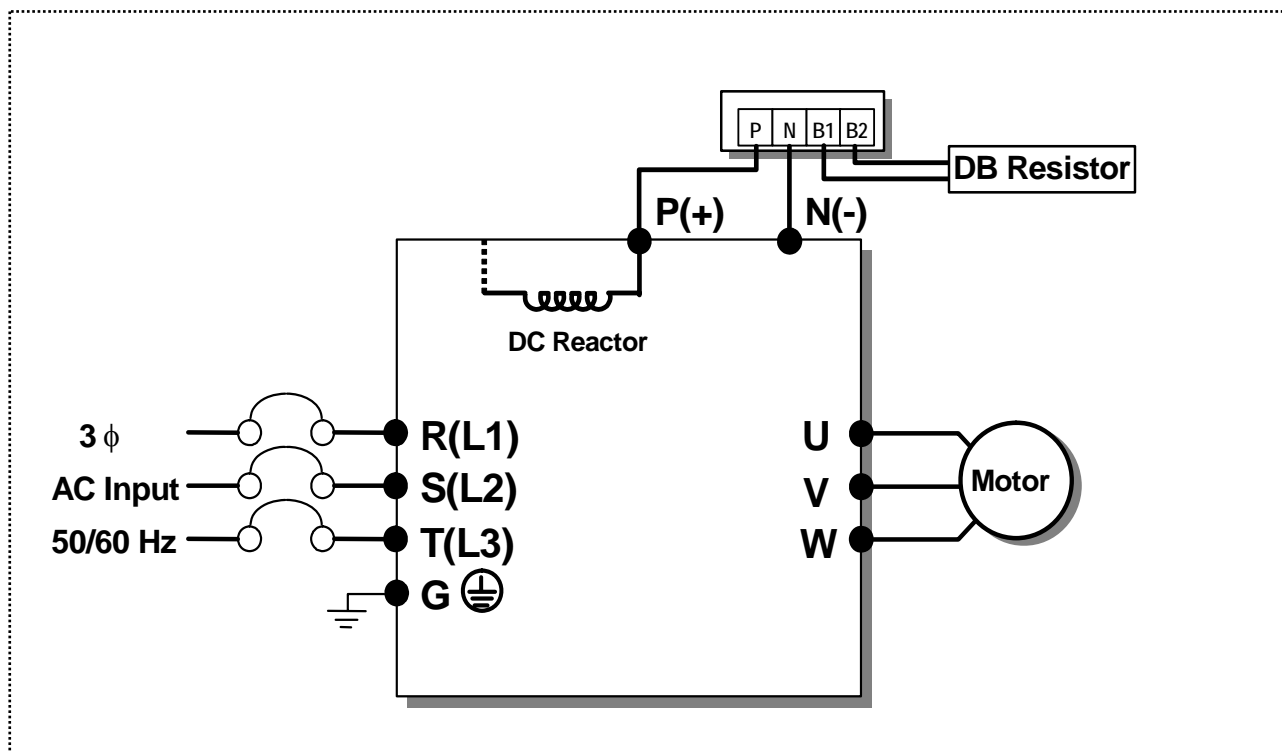 P N B1 B2
DB Resistor
P(+) N(-)
DC Reactor
3 φ
R(L1)
U
AC Input
S(L2)
V
Motor
50/60 Hz
T(L3)
W
G